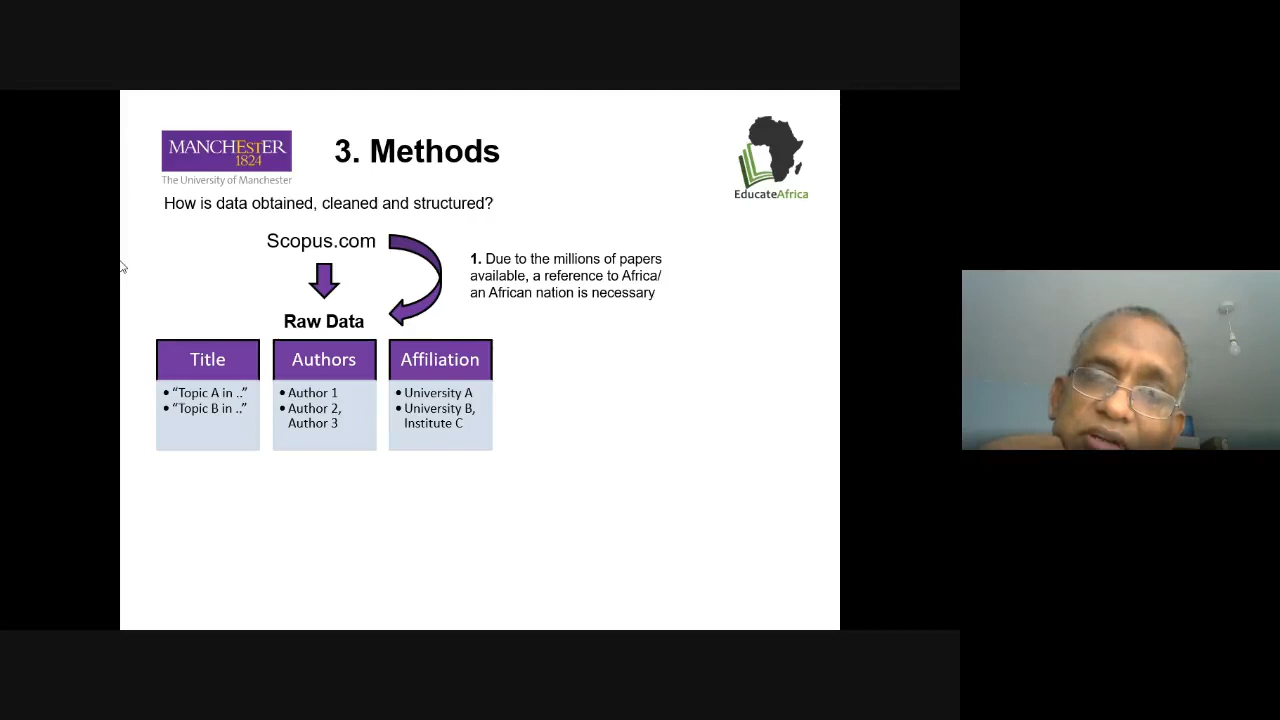 MANCHESTER
1824
The University of Manchester
3. Methods
EducateAfrica
How is data obtained, cleaned and structured?
Scopus.com
1. Due to the millions of papers
available, a reference to Africa/
an African nation is necessary
Raw Data
Title
• “Topic A in ..”
• “Topic B in ..”
Authors
• Author 1
• Author 2,
Author 3
Affiliation
• University A
• University B,
Institute C